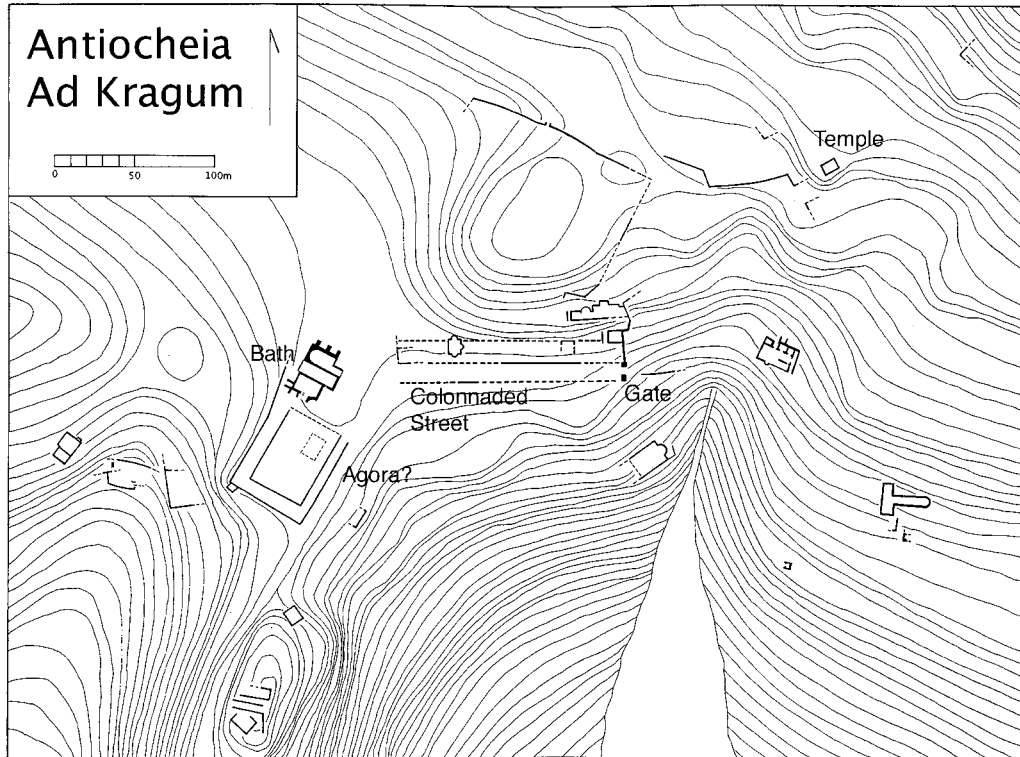 Antiocheia
Ad Kragum
0 50 100m
Temple
Bath
Colonnaded
Street
Gate
Agora?